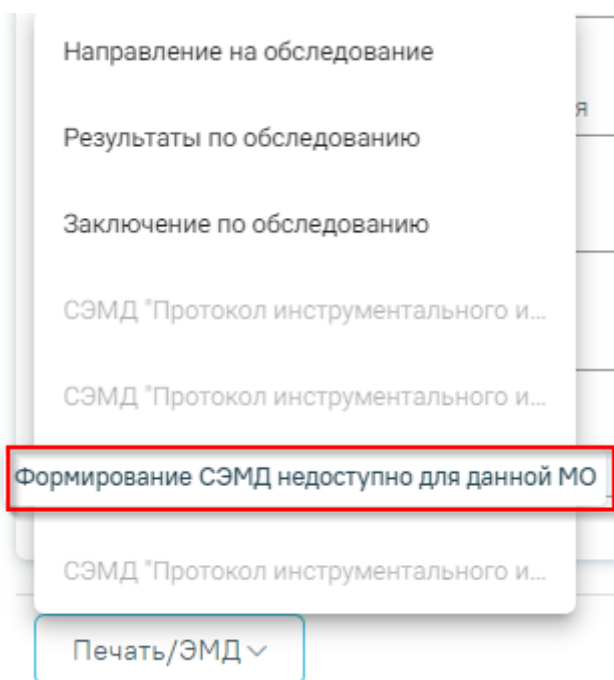 Направление на обследование
я
Результаты по обследованию
Заключение по обследованию
СЭМД "Протокол инструментального и...
СЭМД "Протокол инструментального и...
Формирование СЭМД недоступно для данной МО
СЭМД "Протокол инструментального и...
Печать/ЭМД